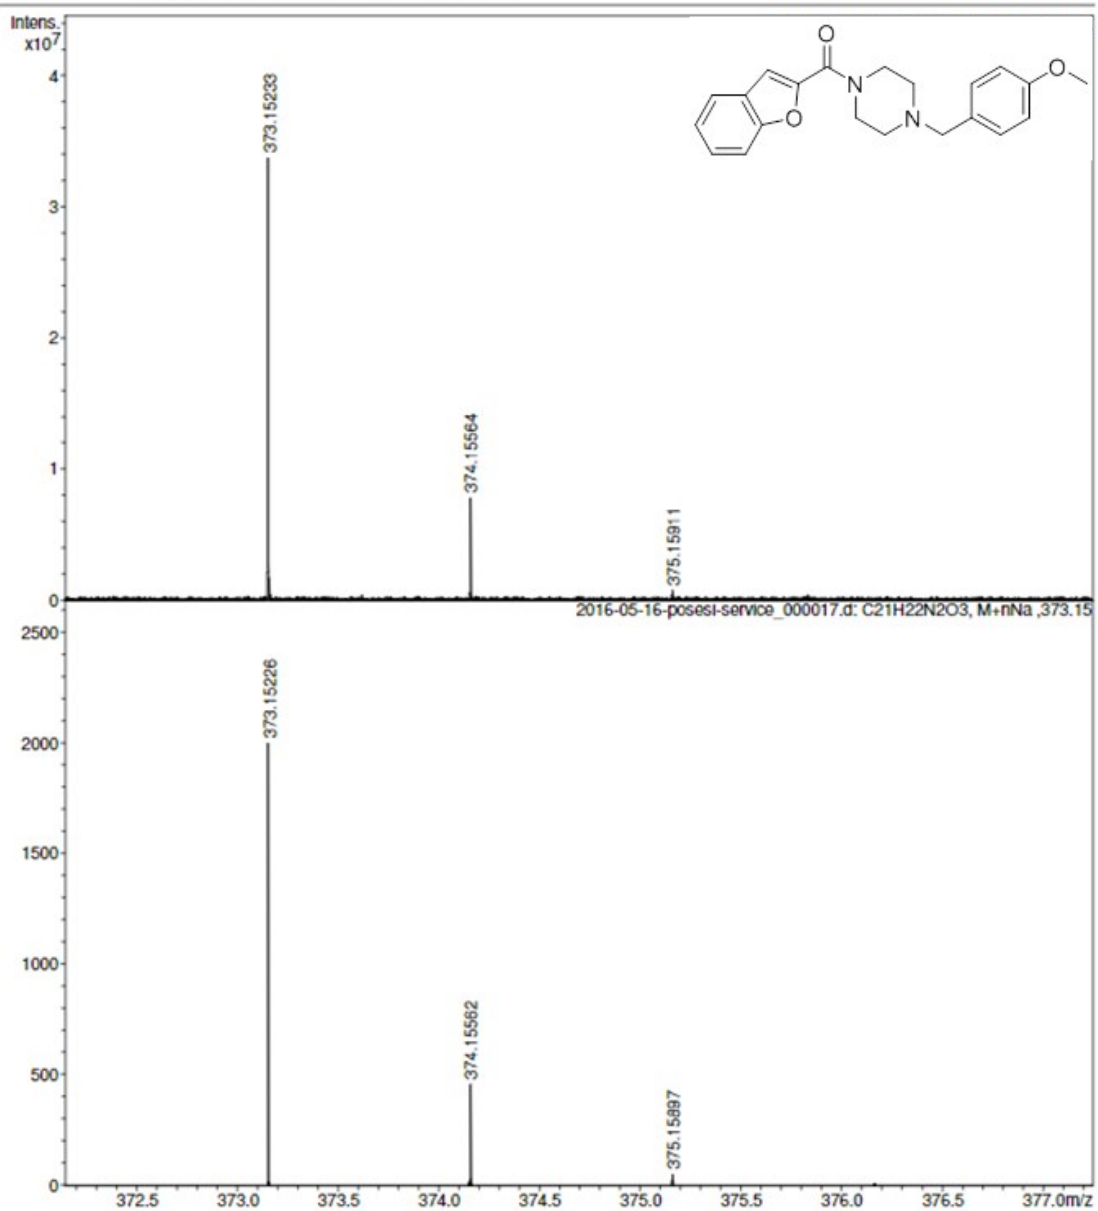 Intens.
x10⁷
4
3
2
1
0
373.15233
374.15564
375.15911
O
N
N
O
O
2016-05-16-posesi-service_000017.d: C21H22N2O3, M+nNa ,373.15
2500
2000
1500
1000
500
0
373.15226
374.15562
375.15897
372.5 373.0 373.5 374.0 374.5 375.0 375.5 376.0 376.5 377.0m/z